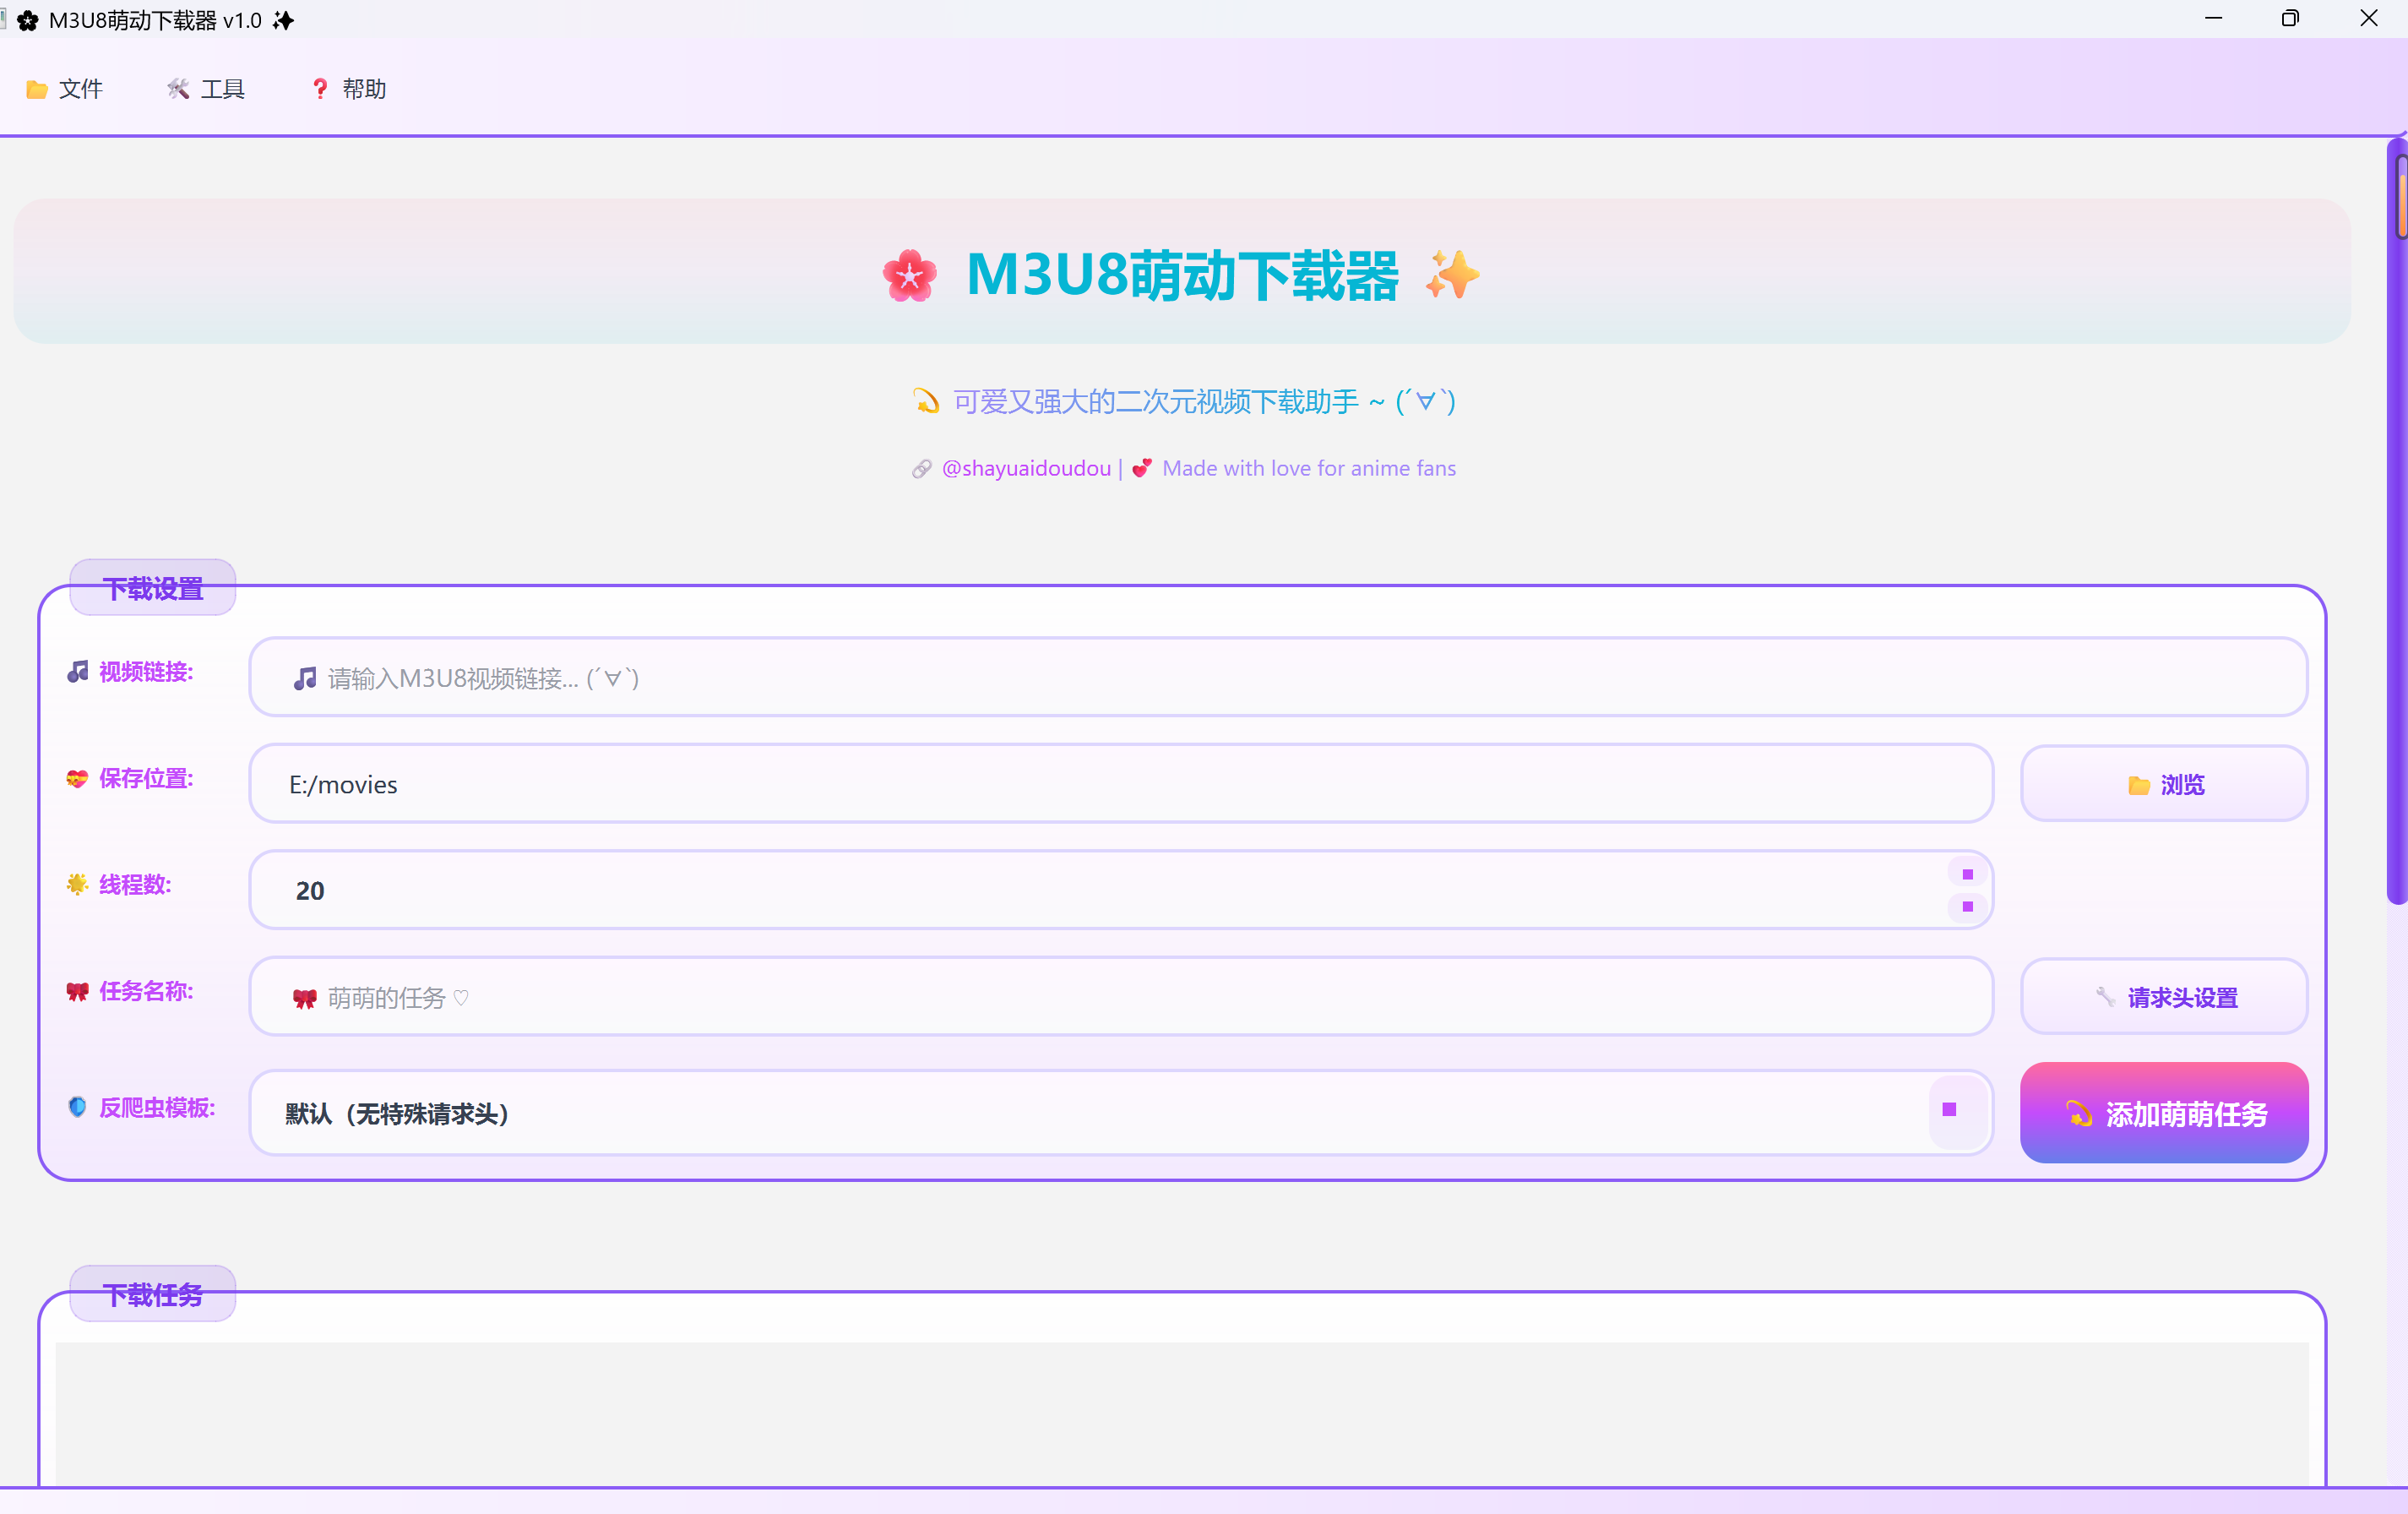 M3U8萌动下载器 v1.0 ✨
📁 文件 🛠 工具 ❓ 帮助
🌸 M3U8萌动下载器 ✨
💫 可爱又强大的二次元视频下载助手 ~ (´∀`)
🔗 @shayuaidoudou | 💕 Made with love for anime fans
下载设置
🎵 视频链接: 🎵 请输入M3U8视频链接... (´∀`)
💝 保存位置: E:/movies 📁 浏览
🌟 线程数: 20
🎀 任务名称: 🎀 萌萌的任务 ♡ 🔧 请求头设置
🛡 反爬虫模板: 默认（无特殊请求头） 💫 添加萌萌任务
下载任务